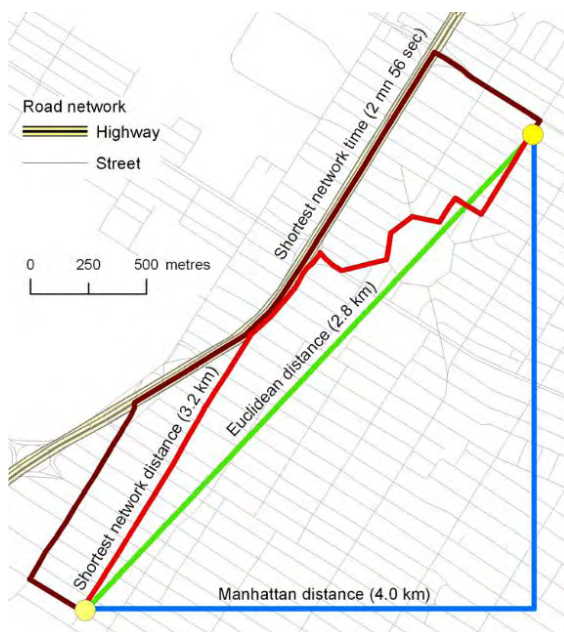 Road network
Highway
Street
0 250 500 metres
Shortest network time (2 mn 56 sec)
Shortest network distance (3.2 km)
Euclidean distance (2.8 km)
Manhattan distance (4.0 km)